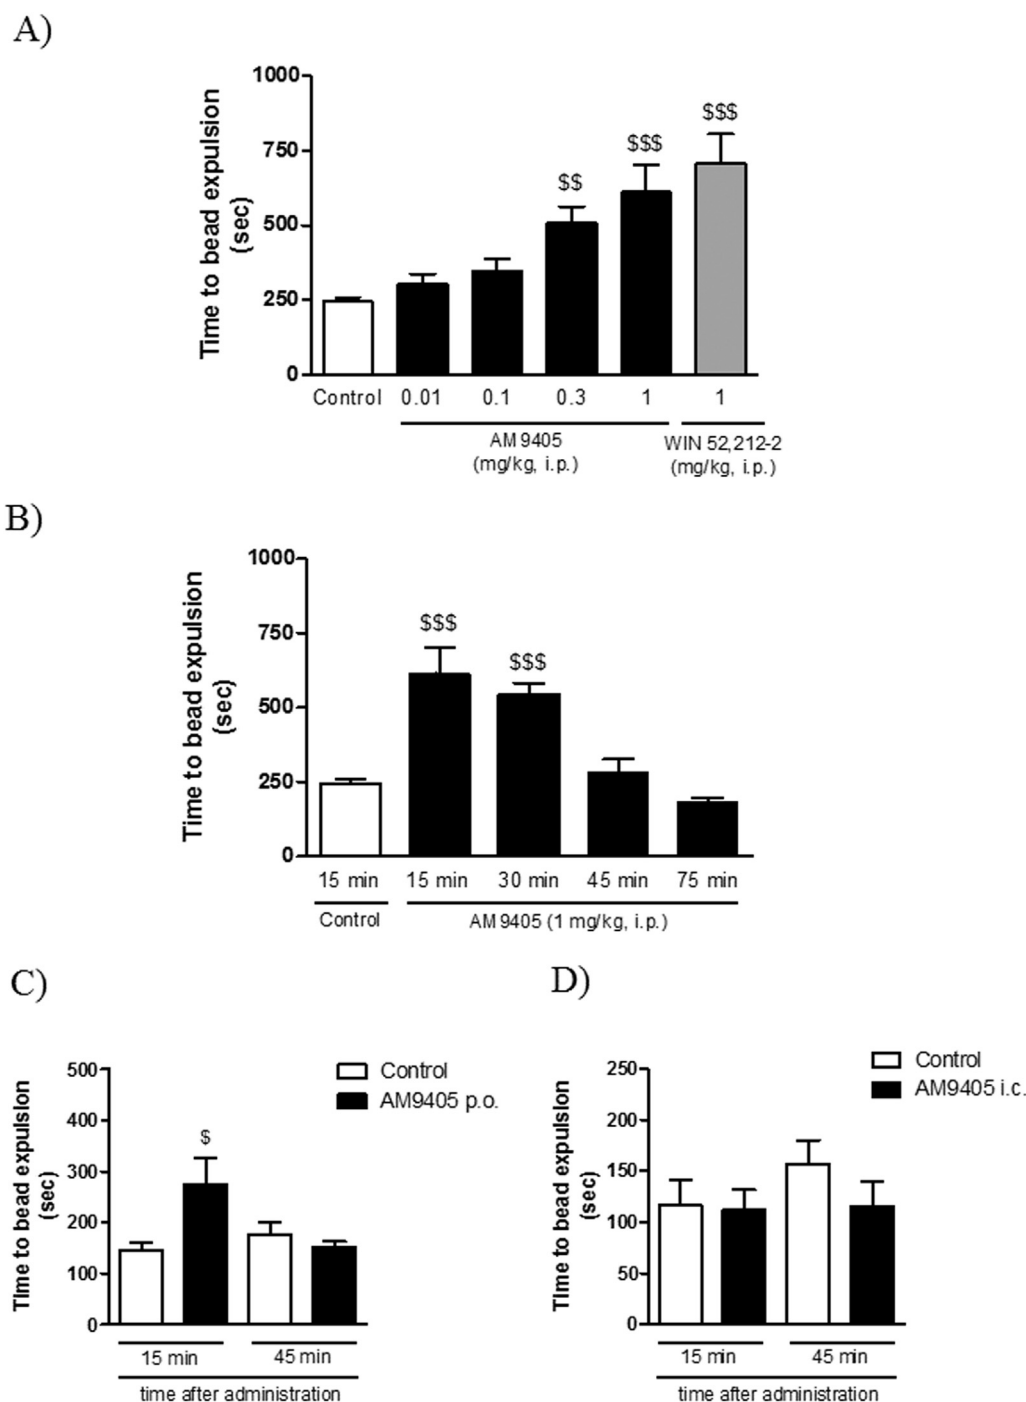 A)
Time to bead expulsion
(sec)
1000
750
500
250
0
$$
$$$
$$$
Control 0.01 0.1 0.3 1 1
AM9405
(mg/kg, i.p.)
WIN 52,212-2
(mg/kg, i.p.)
B)
Time to bead expulsion
(sec)
1000
750
500
250
0
$$$
$$$
15 min 15 min 30 min 45 min 75 min
Control AM9405 (1 mg/kg, i.p.)
C)
Time to bead expulsion
(sec)
500
400
300
200
100
0
$
Control
AM9405 p.o.
15 min 45 min
time after administration
D)
Time to bead expulsion
(sec)
250
200
150
100
50
0
Control
AM9405 i.c.
15 min 45 min
time after administration